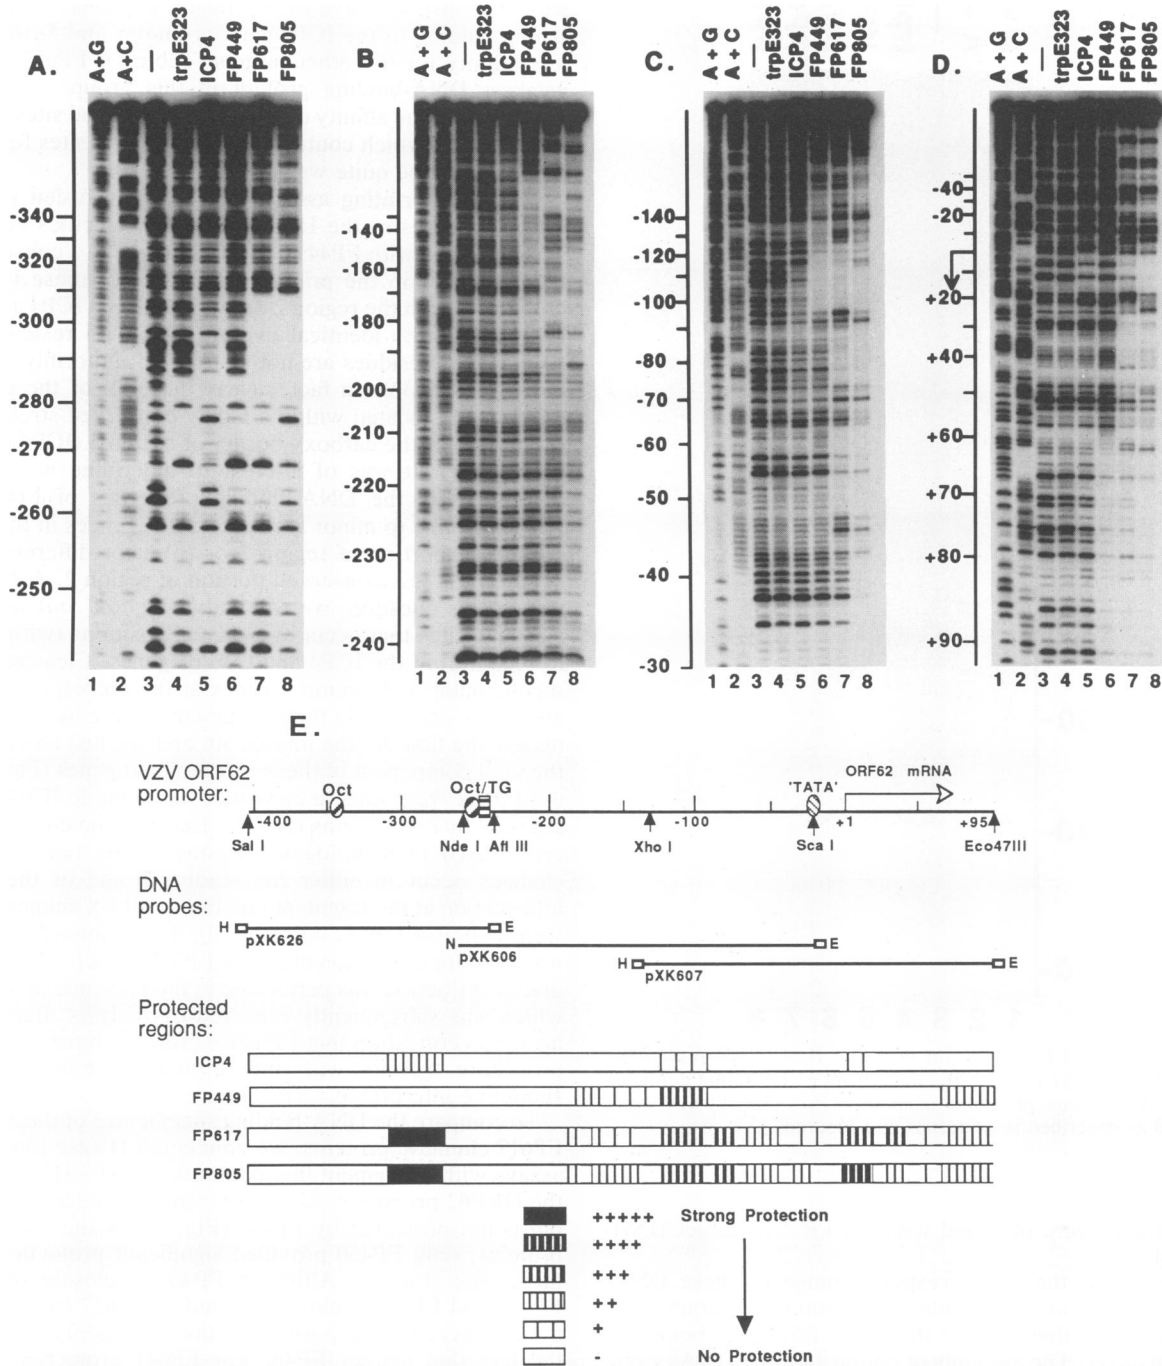 A. A + G A + C — trpE323 ICP4 FP449 FP617 FP805
-340
-320
-300
-280
-270
-260
-250
1 2 3 4 5 6 7 8
B. A + G A + C — trpE323 ICP4 FP449 FP617 FP805
-140
-160
-180
-200
-210
-220
-230
-240
1 2 3 4 5 6 7 8
C. A + G A + C — trpE323 ICP4 FP449 FP617 FP805
-140
-120
-100
-80
-70
-60
-50
-40
-30
1 2 3 4 5 6 7 8
D. A + G A + C — trpE323 ICP4 FP449 FP617 FP805
-40
-20
+20
+40
+60
+70
+80
+90
1 2 3 4 5 6 7 8
E.
VZV ORF62
promoter:
Oct Oct/TG 'TATA' ORF62 mRNA
-400 -300 -200 -100 +1 +95
Sal I Nde I Afl III Xho I Sca I Eco47III
DNA
probes:
H pXK626 E
N pXK606 E
H pXK607 E
Protected
regions:
ICP4
FP449
FP617
FP805
+++++ Strong Protection
++++
+++
++
+
- No Protection